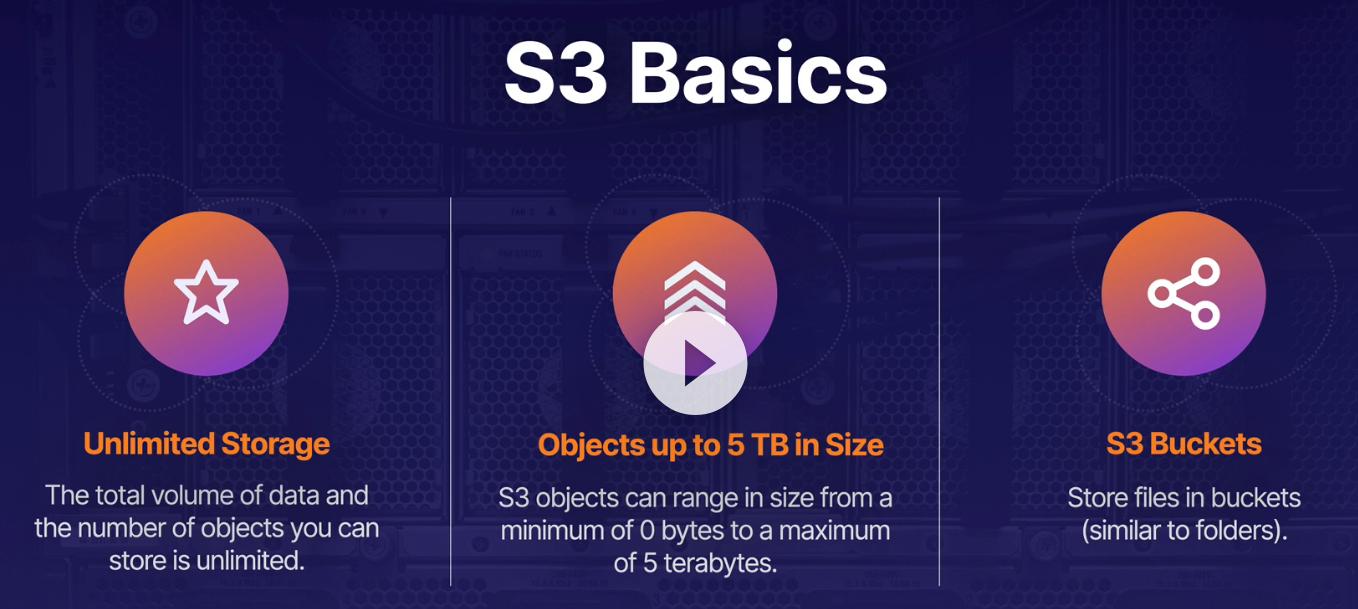 S3 Basics
Unlimited Storage
The total volume of data and
the number of objects you can
store is unlimited.
Objects up to 5 TB in Size
S3 objects can range in size from a
minimum of 0 bytes to a maximum
of 5 terabytes.
S3 Buckets
Store files in buckets
(similar to folders).